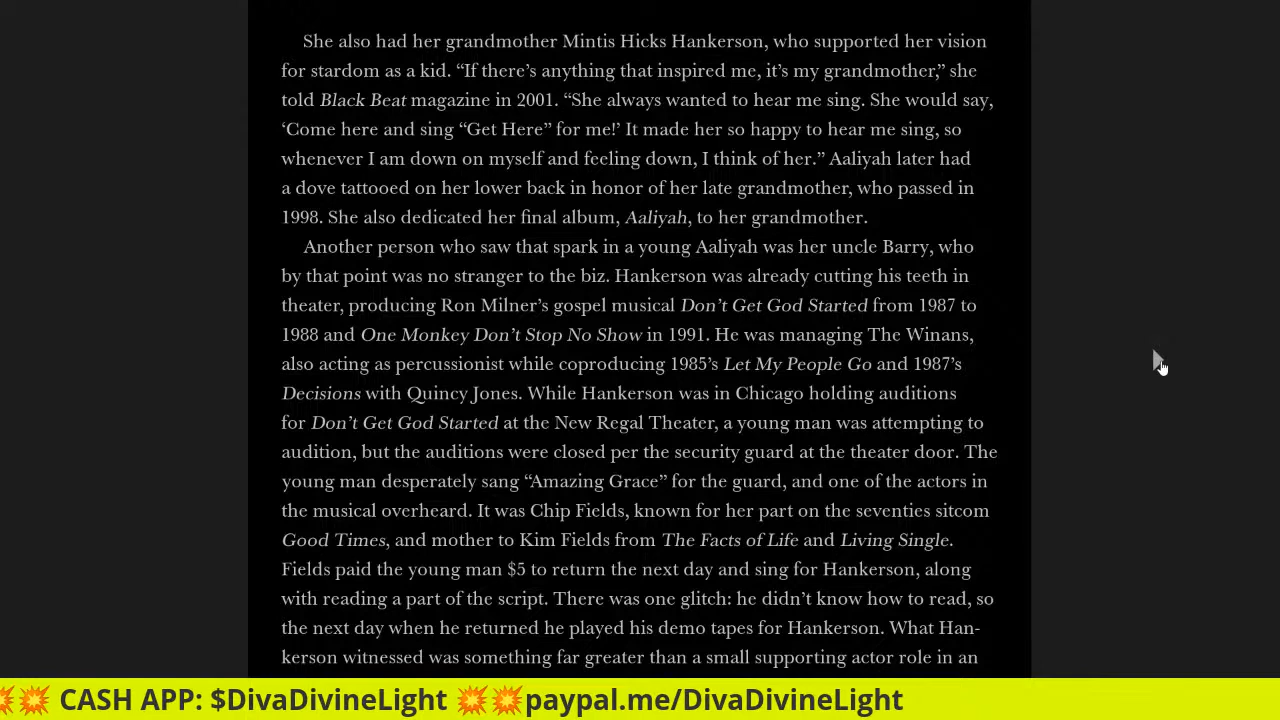 She also had her grandmother Mintis Hicks Hankerson, who supported her vision
for stardom as a kid. “If there’s anything that inspired me, it’s my grandmother,” she
told Black Beat magazine in 2001. “She always wanted to hear me sing. She would say,
‘Come here and sing “Get Here” for me!’ It made her so happy to hear me sing, so
whenever I am down on myself and feeling down, I think of her.” Aaliyah later had
a dove tattooed on her lower back in honor of her late grandmother, who passed in
1998. She also dedicated her final album, Aaliyah, to her grandmother.
Another person who saw that spark in a young Aaliyah was her uncle Barry, who
by that point was no stranger to the biz. Hankerson was already cutting his teeth in
theater, producing Ron Milner’s gospel musical Don’t Get God Started from 1987 to
1988 and One Monkey Don’t Stop No Show in 1991. He was managing The Winans,
also acting as percussionist while coproducing 1985’s Let My People Go and 1987’s
Decisions with Quincy Jones. While Hankerson was in Chicago holding auditions
for Don’t Get God Started at the New Regal Theater, a young man was attempting to
audition, but the auditions were closed per the security guard at the theater door. The
young man desperately sang “Amazing Grace” for the guard, and one of the actors in
the musical overheard. It was Chip Fields, known for her part on the seventies sitcom
Good Times, and mother to Kim Fields from The Facts of Life and Living Single.
Fields paid the young man $5 to return the next day and sing for Hankerson, along
with reading a part of the script. There was one glitch: he didn’t know how to read, so
the next day when he returned he played his demo tapes for Hankerson. What Han-
kerson witnessed was something far greater than a small supporting actor role in an
💥💥 CASH APP: $DivaDivineLight 💥💥paypal.me/DivaDivineLight